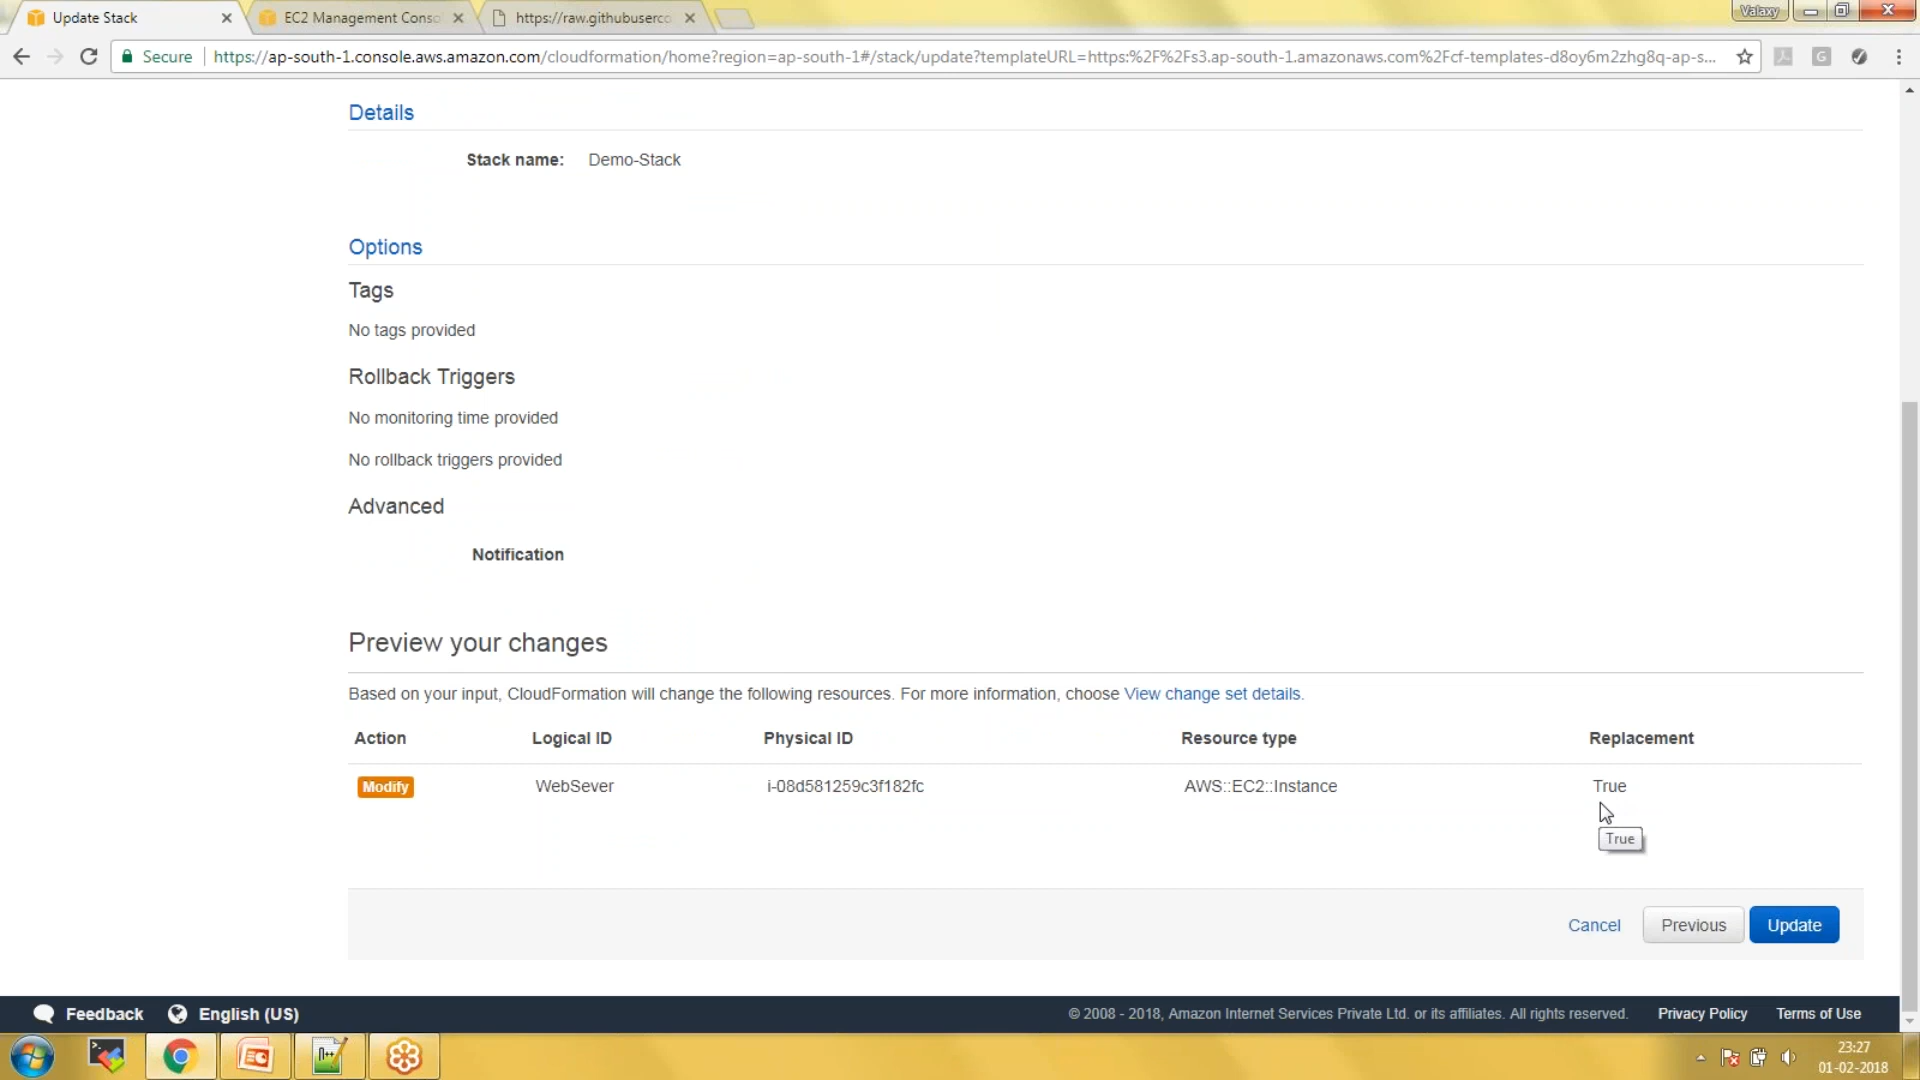 Update Stack
EC2 Management Conso
https://raw.githubuserco
Valaxy
Secure
https://ap-south-1.console.aws.amazon.com/cloudformation/home?region=ap-south-1#/stack/update?templateURL=https:%2F%2Fs3.ap-south-1.amazonaws.com%2Fcf-templates-d8oy6m2zhg8q-ap-s...
Details
Stack name: Demo-Stack
Options
Tags
No tags provided
Rollback Triggers
No monitoring time provided
No rollback triggers provided
Advanced
Notification
Preview your changes
Based on your input, CloudFormation will change the following resources. For more information, choose View change set details.
Action Logical ID Physical ID Resource type Replacement
Modify WebSever i-08d581259c3f182fc AWS::EC2::Instance True
True
Cancel Previous Update
Feedback English (US) © 2008 - 2018, Amazon Internet Services Private Ltd. or its affiliates. All rights reserved. Privacy Policy Terms of Use
23:27
01-02-2018